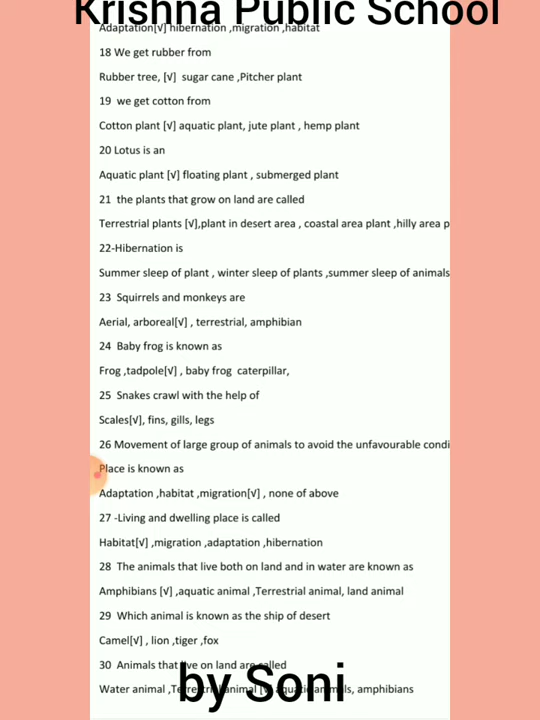 Krishna Public School
Adaptation[√] hibernation ,migration ,habitat
18 We get rubber from
Rubber tree, [√] sugar cane ,Pitcher plant
19 we get cotton from
Cotton plant [√] aquatic plant, jute plant , hemp plant
20 Lotus is an
Aquatic plant [√] floating plant , submerged plant
21 the plants that grow on land are called
Terrestrial plants [√],plant in desert area , coastal area plant ,hilly area p
22-Hibernation is
Summer sleep of plant , winter sleep of plants ,summer sleep of animals
23 Squirrels and monkeys are
Aerial, arboreal[√] , terrestrial, amphibian
24 Baby frog is known as
Frog ,tadpole[√] , baby frog caterpillar,
25 Snakes crawl with the help of
Scales[√], fins, gills, legs
26 Movement of large group of animals to avoid the unfavourable condi
Place is known as
Adaptation ,habitat ,migration[√] , none of above
27 -Living and dwelling place is called
Habitat[√] ,migration ,adaptation ,hibernation
28 The animals that live both on land and in water are known as
Amphibians [√] ,aquatic animal ,Terrestrial animal, land animal
29 Which animal is known as the ship of desert
Camel[√] , lion ,tiger ,fox
30 Animals that live on land are called
Water animal ,Terrestrial animal [√] aquatic animals, amphibians
by Soni